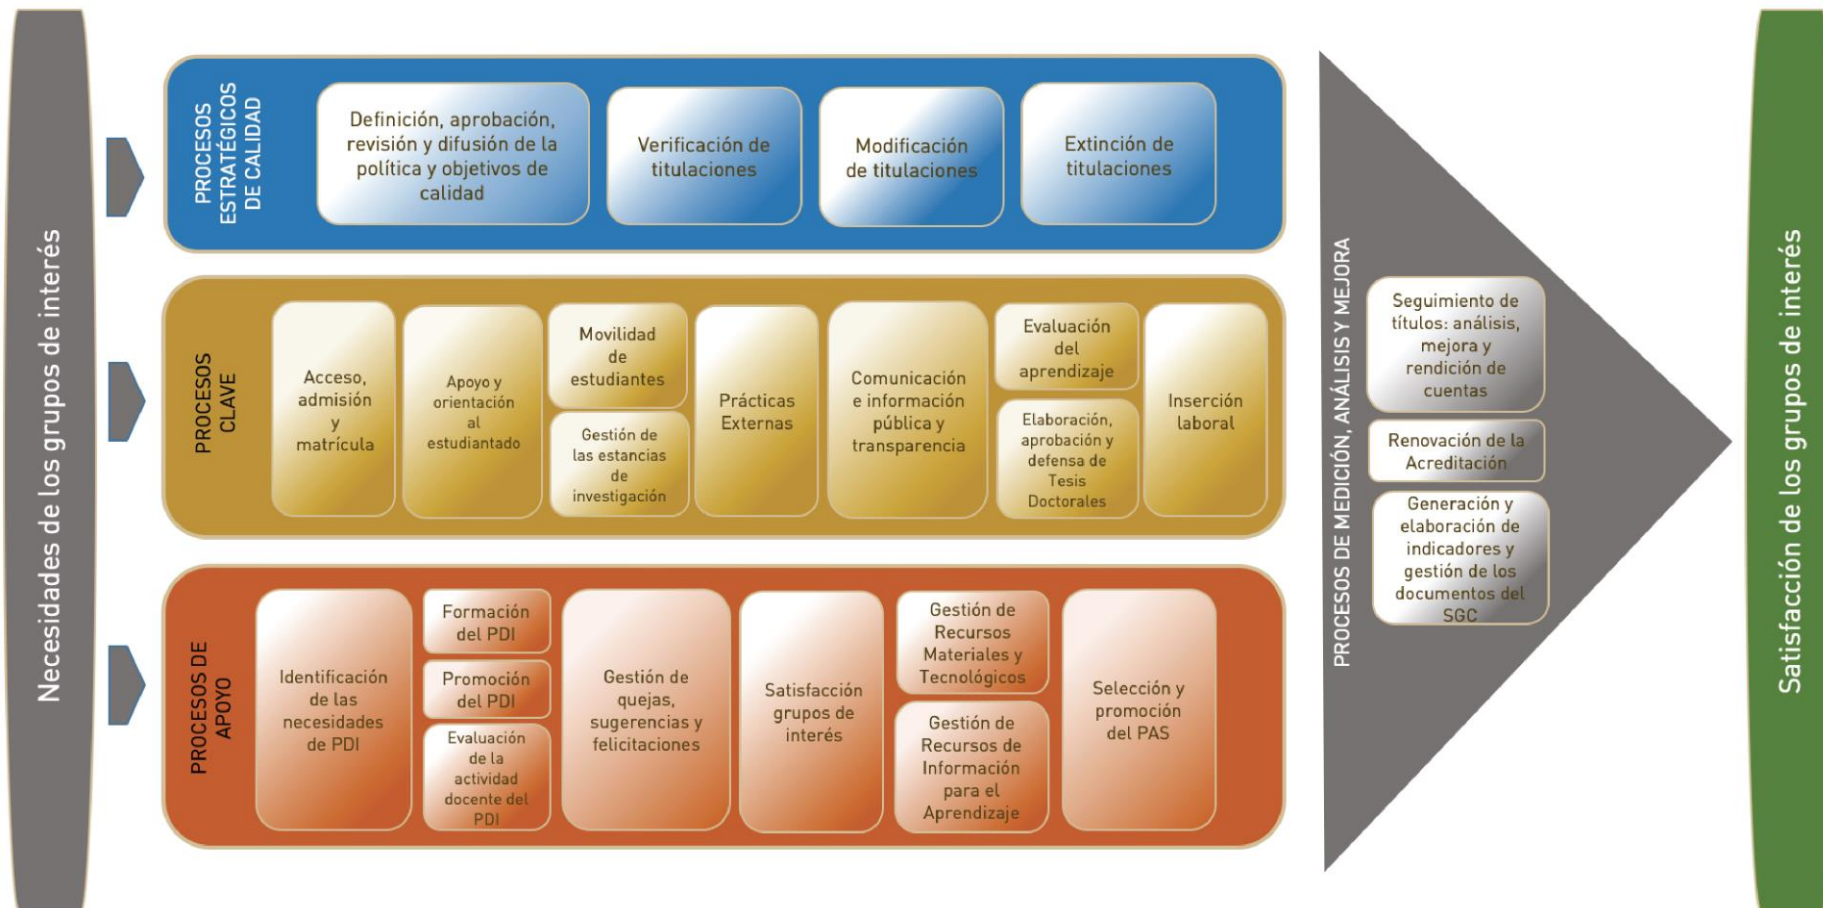 Necesidades de los grupos de interés
PROCESOS
ESTRATÉGICOS
DE CALIDAD
Definición, aprobación,
revisión y difusión de la
política y objetivos de
calidad
Verificación de
titulaciones
Modificación
de titulaciones
Extinción de
titulaciones
PROCESOS
CLAVE
Acceso,
admisión
y
matrícula
Apoyo y
orientación
al
estudiantado
Movilidad
de
estudiantes
Gestión de
las estancias
de
investigación
Prácticas
Externas
Comunicación
e información
pública y
transparencia
Evaluación
del
aprendizaje
Elaboración,
aprobación y
defensa de
Tesis
Doctorales
Inserción
laboral
PROCESOS DE
APOYO
Identificación
de las
necesidades
de PDI
Formación
del PDI
Promoción
del PDI
Evaluación
de la
actividad
docente del
PDI
Gestión de
quejas,
sugerencias y
felicitaciones
Satisfacción
grupos de
interés
Gestión de
Recursos
Materiales y
Tecnológicos
Gestión de
Recursos de
Información
para el
Aprendizaje
Selección y
promoción
del PAS
PROCESOS DE MEDICIÓN, ANÁLISIS Y MEJORA
Seguimiento de
títulos: análisis,
mejora y
rendición de
cuentas
Renovación de la
Acreditación
Generación y
elaboración de
indicadores y
gestión de los
documentos del
SGC
Satisfacción de los grupos de interés